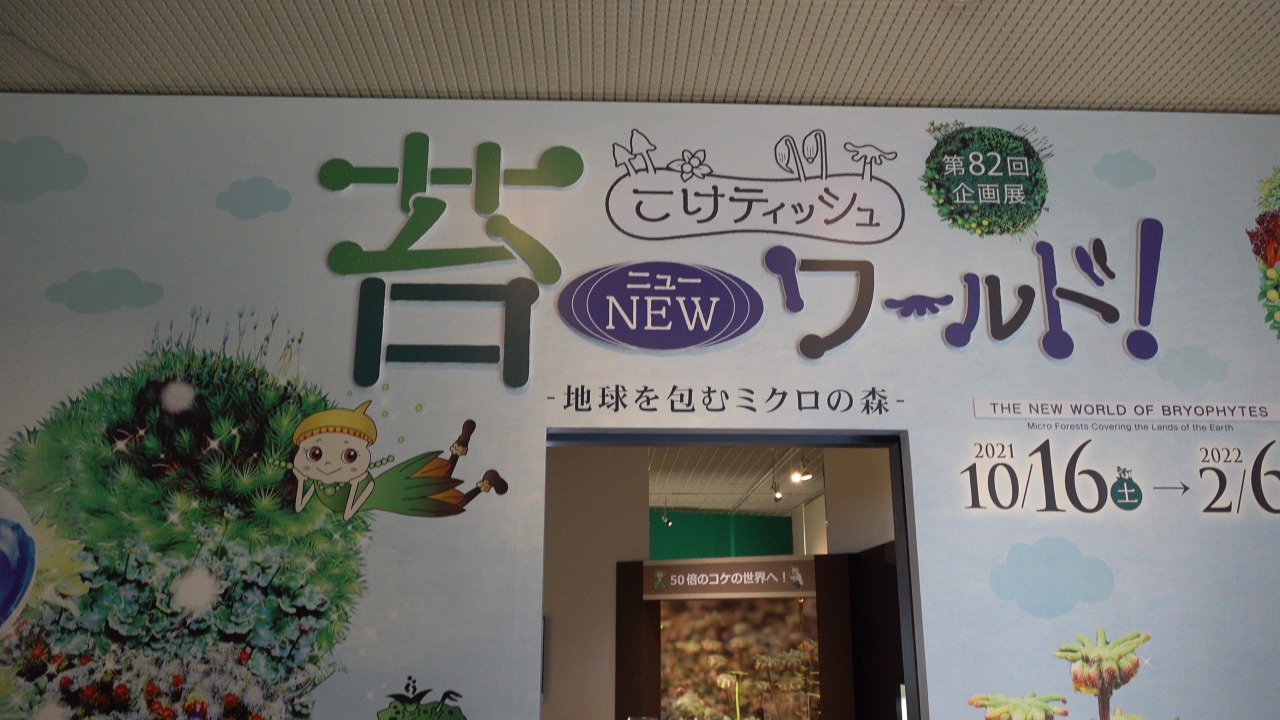 苔ティッシュ
第82回
企画展
苔
ニュー
NEW
ワールド!
-地球を包むミクロの森-
THE NEW WORLD OF BRYOPHYTES
Micro Forests Covering the Lands of the Earth
2021
10/16土→
2022
2/6
50倍のコケの世界へ!